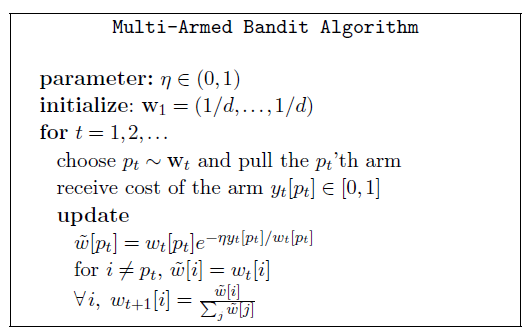 Multi-Armed Bandit Algorithm
parameter: η ∈ (0, 1)
initialize: w₁ = (1/d, . . . , 1/d)
for t = 1, 2, . . .
choose pₜ ∼ wₜ and pull the pₜ'th arm
receive cost of the arm yₜ[pₜ] ∈ [0, 1]
update
w̃[pₜ] = wₜ[pₜ]e^{−ηyₜ[pₜ]/wₜ[pₜ]}
for i ≠ pₜ, w̃[i] = wₜ[i]
∀i, wₜ₊₁[i] = w̃[i] / ∑ⱼ w̃[j]